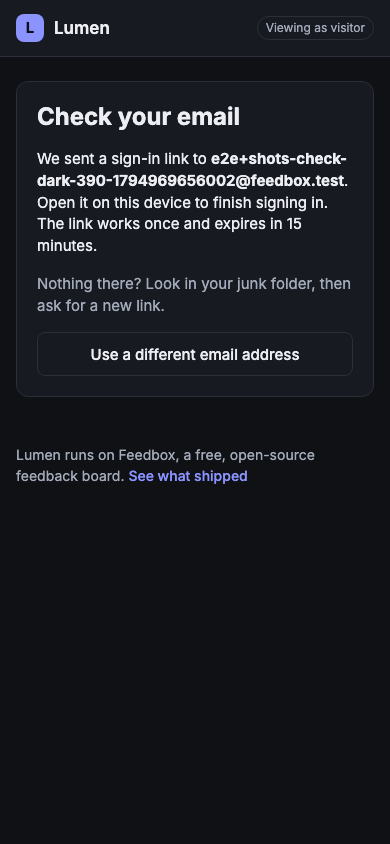 L
Lumen
Viewing as visitor
Check your email
We sent a sign-in link to e2e+shots-check-
dark-390-1794969656002@feedbox.test.
Open it on this device to finish signing in.
The link works once and expires in 15
minutes.
Nothing there? Look in your junk folder, then
ask for a new link.
Use a different email address
Lumen runs on Feedbox, a free, open-source
feedback board. See what shipped